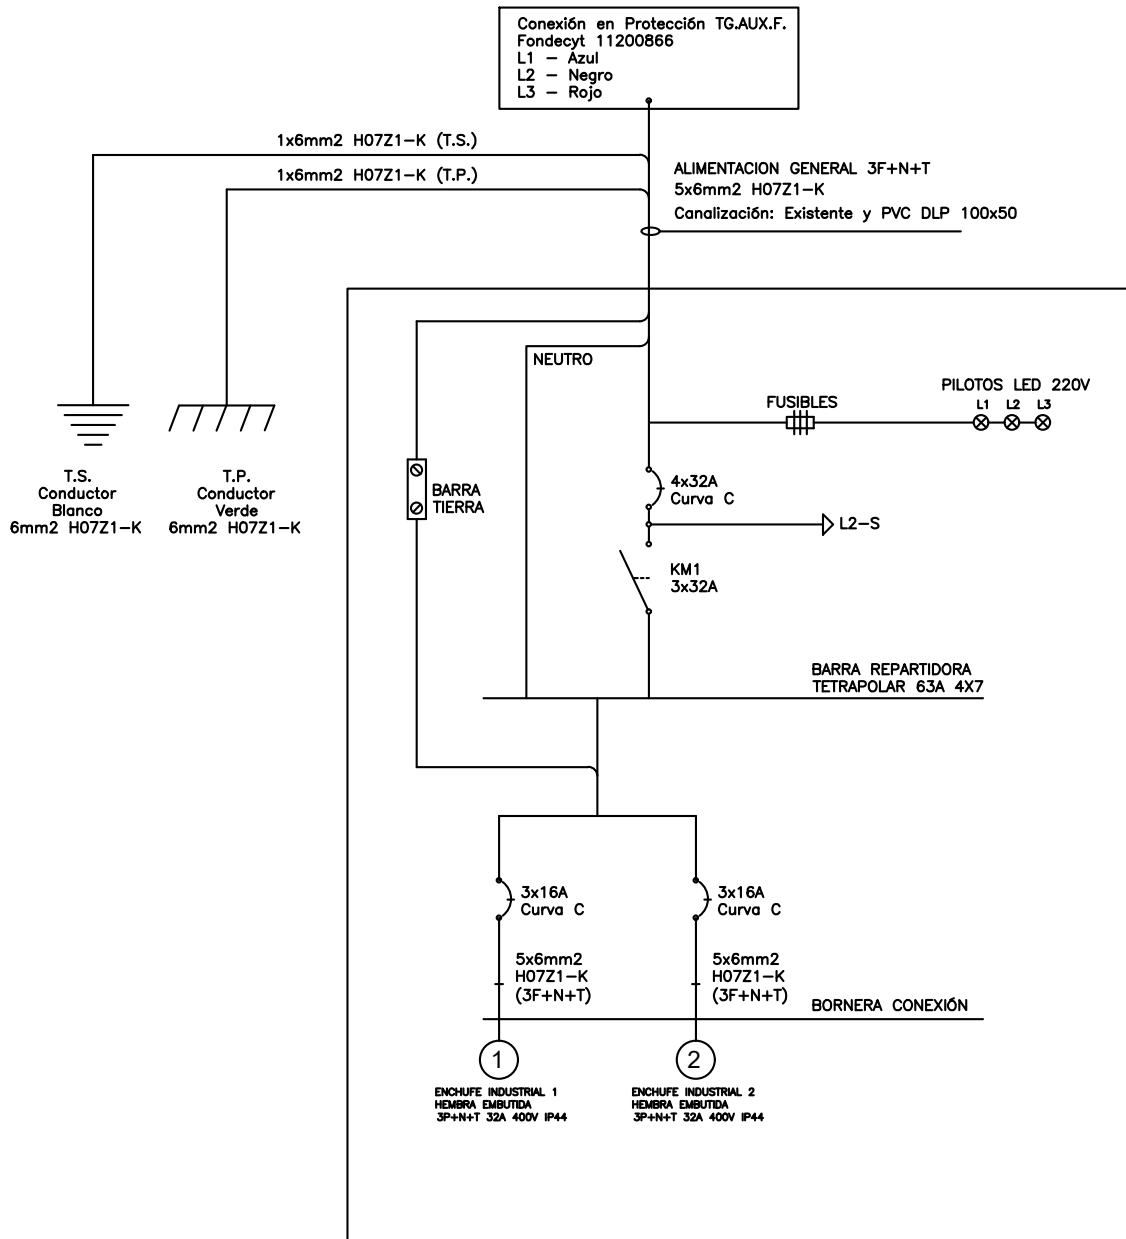 Conexión en Protección TG.AUX.F.
Fondecyt 11200866
L1 - Azul
L2 - Negro
L3 - Rojo
1x6mm2 H07Z1-K (T.S.)
1x6mm2 H07Z1-K (T.P.)
ALIMENTACION GENERAL 3F+N+T
5x6mm2 H07Z1-K
Canalización: Existente y PVC DLP 100x50
NEUTRO
PILOTOS LED 220V
L1 L2 L3
FUSIBLES
T.S.
Conductor
Blanco
6mm2 H07Z1-K
T.P.
Conductor
Verde
6mm2 H07Z1-K
BARRA
TIERRA
4x32A
Curva C
L2-S
KM1
3x32A
BARRA REPARTIDORA
TETRAPOLAR 63A 4X7
3x16A
Curva C
3x16A
Curva C
5x6mm2
H07Z1-K
(3F+N+T)
5x6mm2
H07Z1-K
(3F+N+T)
BORNERA CONEXIÓN
1
2
ENCHUFE INDUSTRIAL 1
HEMBRA EMBUTIDA
3P+N+T 32A 400V IP44
ENCHUFE INDUSTRIAL 2
HEMBRA EMBUTIDA
3P+N+T 32A 400V IP44